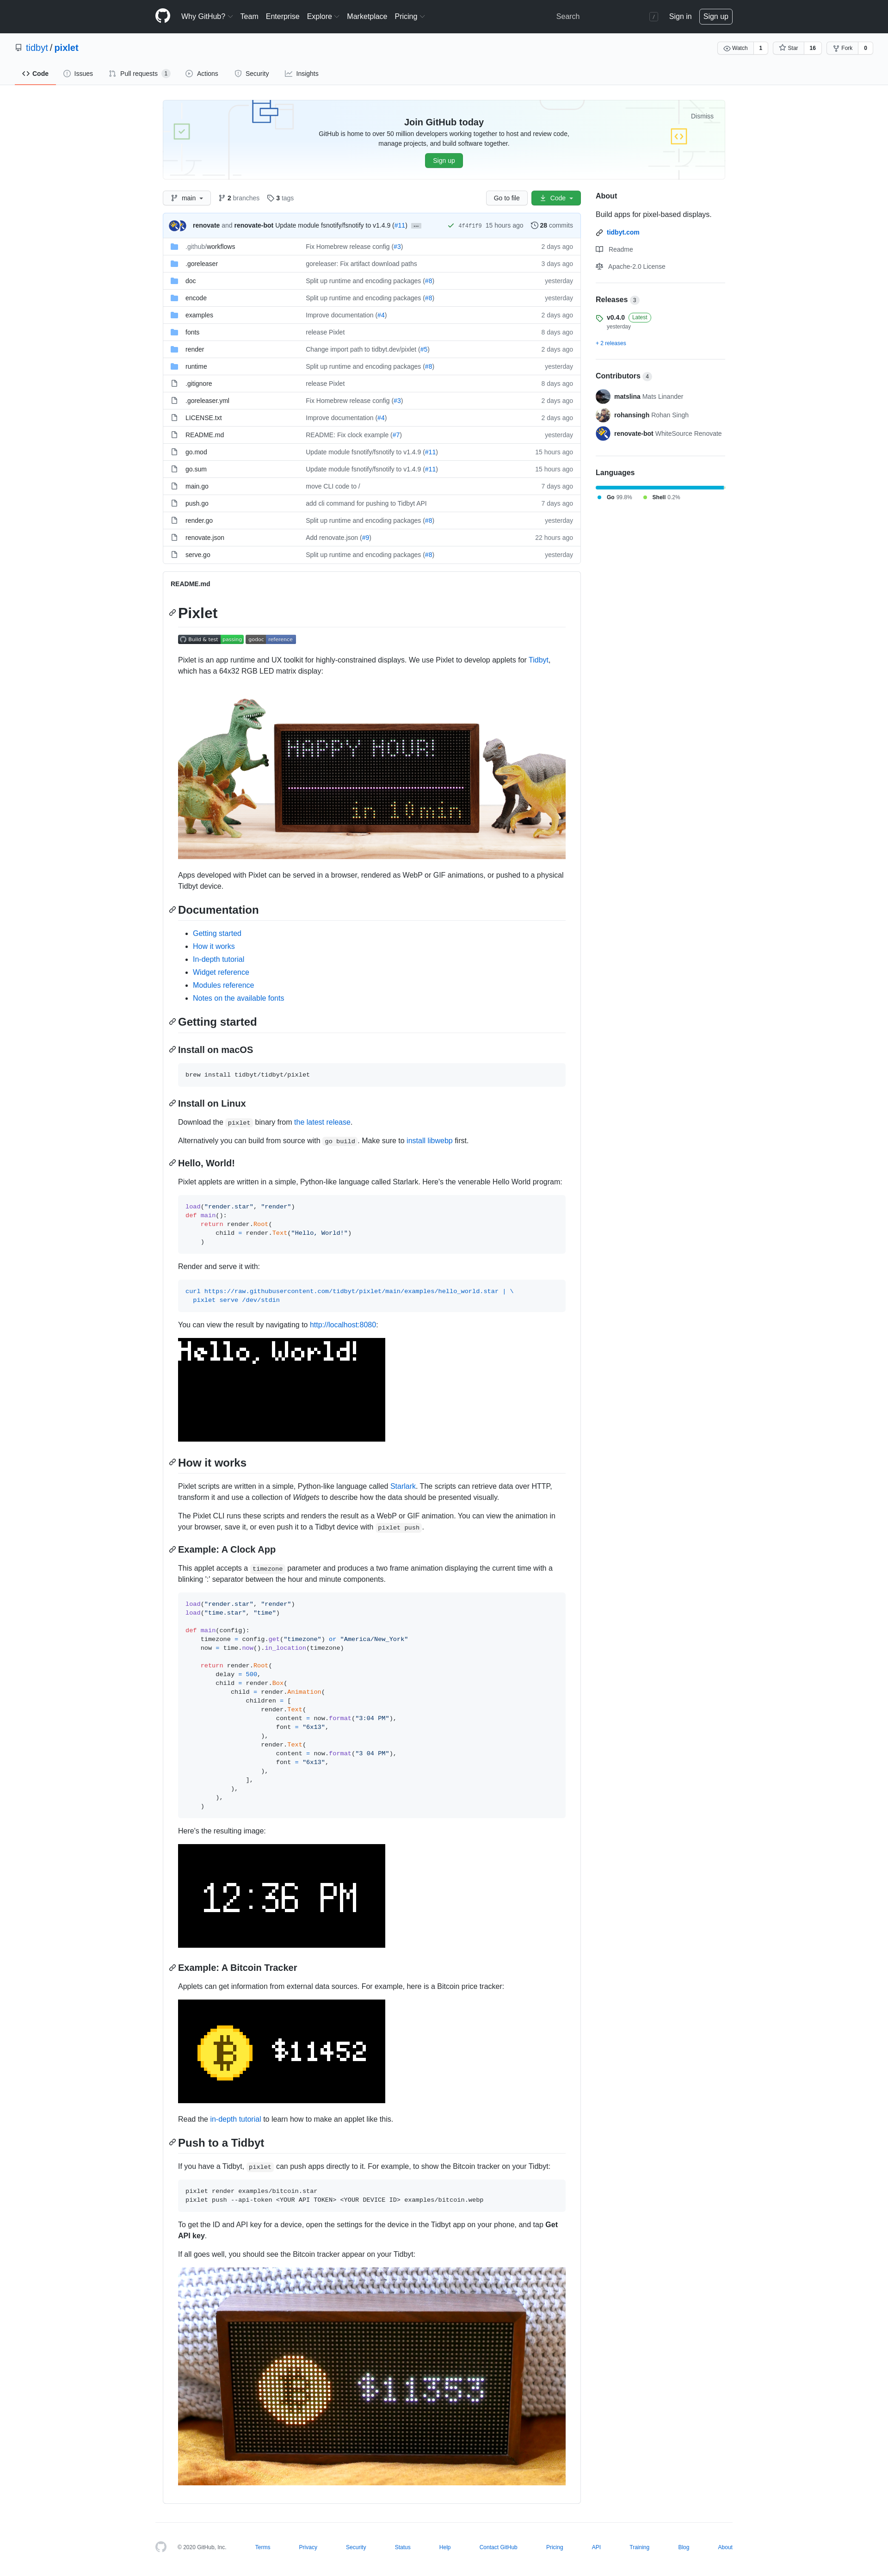 Why GitHub? Team Enterprise Explore Marketplace Pricing Search / Sign in Sign up
tidbyt / pixlet
Watch 1 Star 16 Fork 0
Code Issues Pull requests 1 Actions Security Insights
Join GitHub today
Dismiss
GitHub is home to over 50 million developers working together to host and review code,
manage projects, and build software together.
Sign up
main 2 branches 3 tags Go to file Code
renovate and renovate-bot Update module fsnotify/fsnotify to v1.4.9 (#11) … 4f4f1f9 15 hours ago 28 commits
.github/workflows Fix Homebrew release config (#3) 2 days ago
.goreleaser goreleaser: Fix artifact download paths 3 days ago
doc Split up runtime and encoding packages (#8) yesterday
encode Split up runtime and encoding packages (#8) yesterday
examples Improve documentation (#4) 2 days ago
fonts release Pixlet 8 days ago
render Change import path to tidbyt.dev/pixlet (#5) 2 days ago
runtime Split up runtime and encoding packages (#8) yesterday
.gitignore release Pixlet 8 days ago
.goreleaser.yml Fix Homebrew release config (#3) 2 days ago
LICENSE.txt Improve documentation (#4) 2 days ago
README.md README: Fix clock example (#7) yesterday
go.mod Update module fsnotify/fsnotify to v1.4.9 (#11) 15 hours ago
go.sum Update module fsnotify/fsnotify to v1.4.9 (#11) 15 hours ago
main.go move CLI code to / 7 days ago
push.go add cli command for pushing to Tidbyt API 7 days ago
render.go Split up runtime and encoding packages (#8) yesterday
renovate.json Add renovate.json (#9) 22 hours ago
serve.go Split up runtime and encoding packages (#8) yesterday
About
Build apps for pixel-based displays.
tidbyt.com
Readme
Apache-2.0 License
Releases 3
v0.4.0 Latest
yesterday
+ 2 releases
Contributors 4
matslina Mats Linander
rohansingh Rohan Singh
renovate-bot WhiteSource Renovate
Languages
Go 99.8% Shell 0.2%
README.md
Pixlet
Build & test passing godoc reference
Pixlet is an app runtime and UX toolkit for highly-constrained displays. We use Pixlet to develop applets for Tidbyt,
which has a 64x32 RGB LED matrix display:
HAPPY HOUR!
in 10min
Apps developed with Pixlet can be served in a browser, rendered as WebP or GIF animations, or pushed to a physical
Tidbyt device.
Documentation
Getting started
How it works
In-depth tutorial
Widget reference
Modules reference
Notes on the available fonts
Getting started
Install on macOS
brew install tidbyt/tidbyt/pixlet
Install on Linux
Download the pixlet binary from the latest release.
Alternatively you can build from source with go build. Make sure to install libwebp first.
Hello, World!
Pixlet applets are written in a simple, Python-like language called Starlark. Here's the venerable Hello World program:
load("render.star", "render")
def main():
    return render.Root(
        child = render.Text("Hello, World!")
    )
Render and serve it with:
curl https://raw.githubusercontent.com/tidbyt/pixlet/main/examples/hello_world.star | \
  pixlet serve /dev/stdin
You can view the result by navigating to http://localhost:8080:
Hello, World!
How it works
Pixlet scripts are written in a simple, Python-like language called Starlark. The scripts can retrieve data over HTTP,
transform it and use a collection of Widgets to describe how the data should be presented visually.
The Pixlet CLI runs these scripts and renders the result as a WebP or GIF animation. You can view the animation in
your browser, save it, or even push it to a Tidbyt device with pixlet push.
Example: A Clock App
This applet accepts a timezone parameter and produces a two frame animation displaying the current time with a
blinking ':' separator between the hour and minute components.
load("render.star", "render")
load("time.star", "time")
def main(config):
    timezone = config.get("timezone") or "America/New_York"
    now = time.now().in_location(timezone)
    return render.Root(
        delay = 500,
        child = render.Box(
            child = render.Animation(
                children = [
                    render.Text(
                        content = now.format("3:04 PM"),
                        font = "6x13",
                    ),
                    render.Text(
                        content = now.format("3 04 PM"),
                        font = "6x13",
                    ),
                ],
            ),
        ),
    )
Here's the resulting image:
12:36 PM
Example: A Bitcoin Tracker
Applets can get information from external data sources. For example, here is a Bitcoin price tracker:
$11452
Read the in-depth tutorial to learn how to make an applet like this.
Push to a Tidbyt
If you have a Tidbyt, pixlet can push apps directly to it. For example, to show the Bitcoin tracker on your Tidbyt:
pixlet render examples/bitcoin.star
pixlet push --api-token <YOUR API TOKEN> <YOUR DEVICE ID> examples/bitcoin.webp
To get the ID and API key for a device, open the settings for the device in the Tidbyt app on your phone, and tap Get
API key.
If all goes well, you should see the Bitcoin tracker appear on your Tidbyt:
$11353
© 2020 GitHub, Inc. Terms Privacy Security Status Help Contact GitHub Pricing API Training Blog About